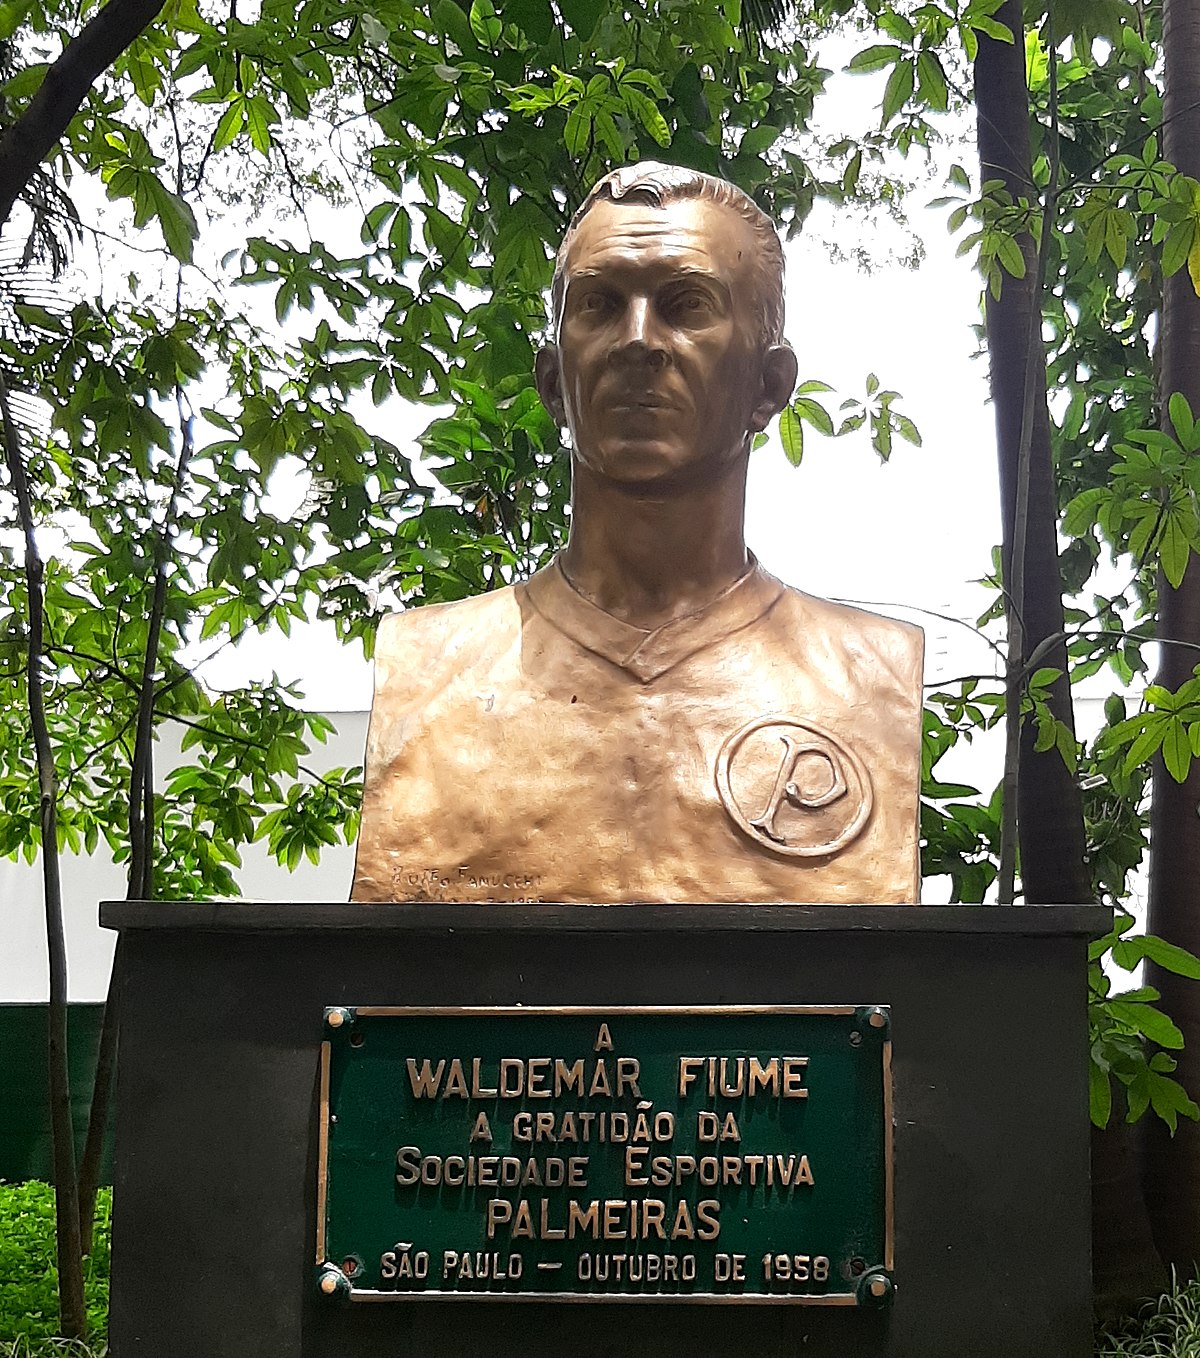 P
A
WALDEMAR FIUME
A GRATIDÃO DA
SOCIEDADE ESPORTIVA
PALMEIRAS
SÃO PAULO — OUTUBRO DE 1958